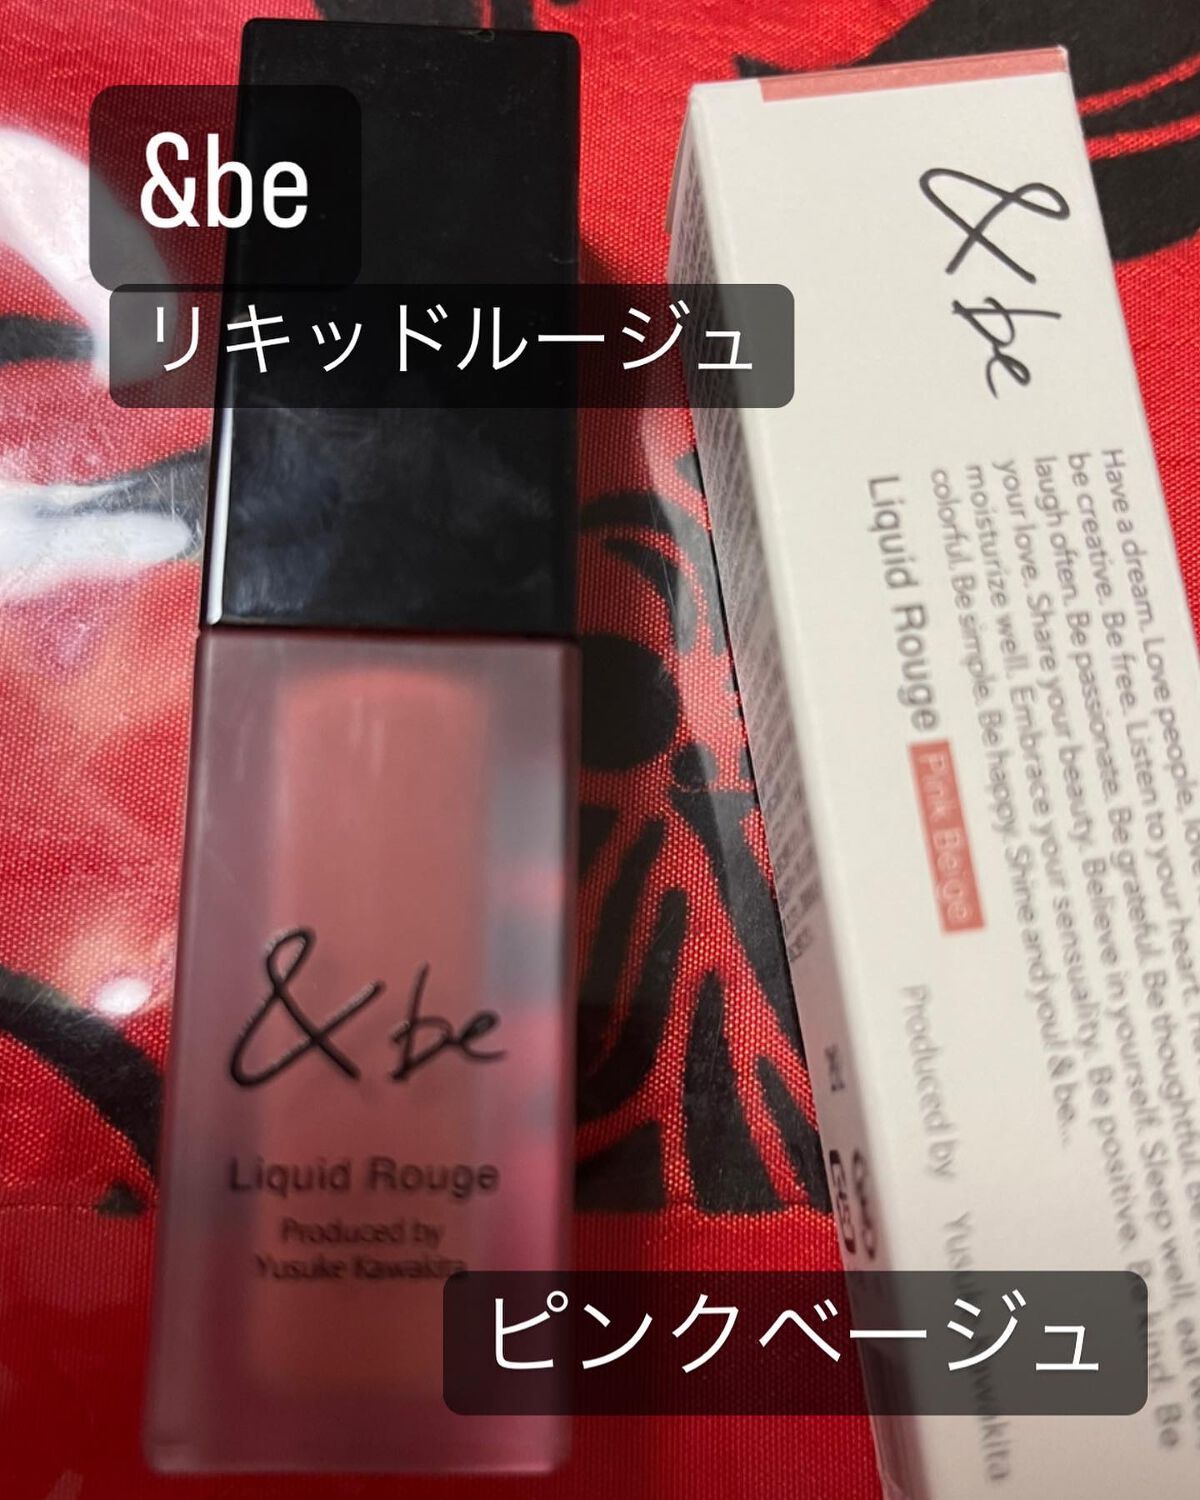 &be
リキッドルージュ
ピンクベージュ
&be
Liquid Rouge
Produced by
Yusuke Kawakita
&be
Have a dream. Love people, love
be creative. Be free. Listen to your heart.
laugh often. Be passionate. Be grateful. Be thoughtful.
your love. Share your beauty. Believe in yourself. Sleep well, eat
moisturize well. Embrace your sensuality. Be positive. Be kind. Be
colorful. Be simple. Be happy. Shine and you! & be...
Liquid Rouge Pink Beige Produced by Yusuke Kawakita